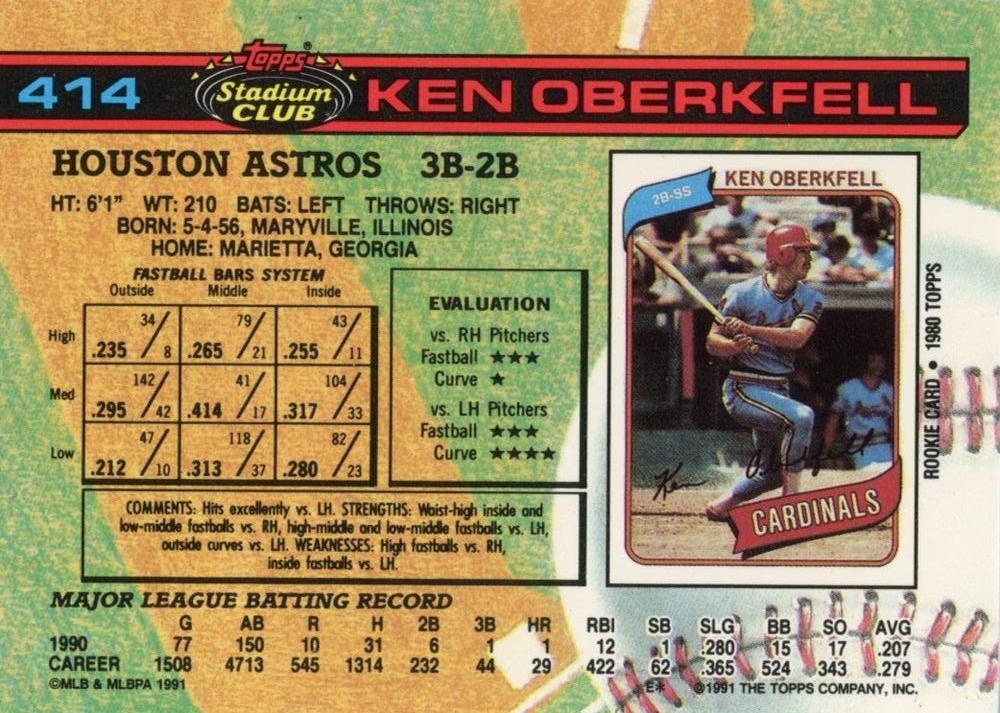 414 Topps® Stadium CLUB KEN OBERKFELL
HOUSTON ASTROS 3B-2B
HT: 6'1" WT: 210 BATS: LEFT THROWS: RIGHT
BORN: 5-4-56, MARYVILLE, ILLINOIS
HOME: MARIETTA, GEORGIA
FASTBALL BARS SYSTEM
Outside Middle Inside
High .235 34/8 .265 79/21 .255 43/11
Med .295 142/42 .414 41/17 .317 104/33
Low .212 47/10 .313 118/37 .280 82/23
EVALUATION
vs. RH Pitchers
Fastball ★★★
Curve ★
vs. LH Pitchers
Fastball ★★★
Curve ★★★★
COMMENTS: Hits excellently vs. LH. STRENGTHS: Waist-high inside and
low-middle fastballs vs. RH, high-middle and low-middle fastballs vs. LH,
outside curves vs. LH. WEAKNESSES: High fastballs vs. RH,
inside fastballs vs. LH.
KEN OBERKFELL
2B-SS
Ken Oberkfell
CARDINALS
ROOKIE CARD • 1980 TOPPS
MAJOR LEAGUE BATTING RECORD
G AB R H 2B 3B HR RBI SB SLG BB SO AVG
1990 77 150 10 31 6 1 1 12 1 .280 15 17 .207
CAREER 1508 4713 545 1314 232 44 29 422 62 .365 524 343 .279
©MLB & MLBPA 1991 E* ©1991 THE TOPPS COMPANY, INC.